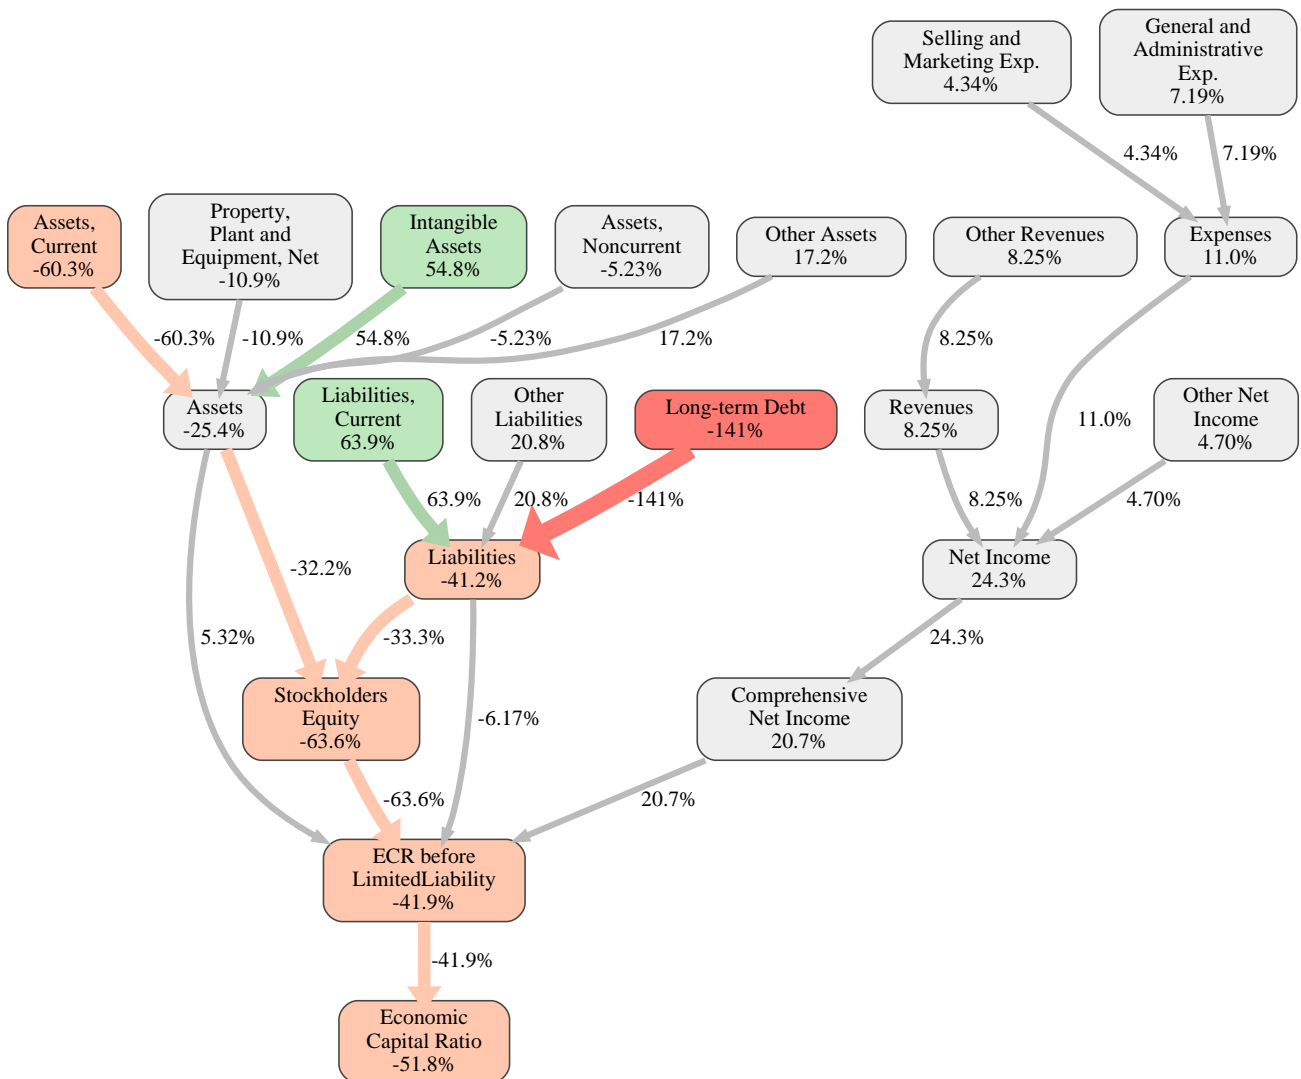 Selling and
Marketing Exp.
4.34%
General and
Administrative
Exp.
7.19%
4.34%
7.19%
Assets,
Current
-60.3%
Property,
Plant and
Equipment, Net
-10.9%
Intangible
Assets
54.8%
Assets,
Noncurrent
-5.23%
Other Assets
17.2%
Other Revenues
8.25%
Expenses
11.0%
-60.3%
-10.9%
54.8%
-5.23%
17.2%
8.25%
Assets
-25.4%
Liabilities,
Current
63.9%
Other
Liabilities
20.8%
Long-term Debt
-141%
Revenues
8.25%
11.0%
Other Net
Income
4.70%
63.9%
20.8%
-141%
8.25%
4.70%
-32.2%
Liabilities
-41.2%
Net Income
24.3%
5.32%
-33.3%
24.3%
Stockholders
Equity
-63.6%
-6.17%
Comprehensive
Net Income
20.7%
-63.6%
20.7%
ECR before
LimitedLiability
-41.9%
-41.9%
Economic
Capital Ratio
-51.8%